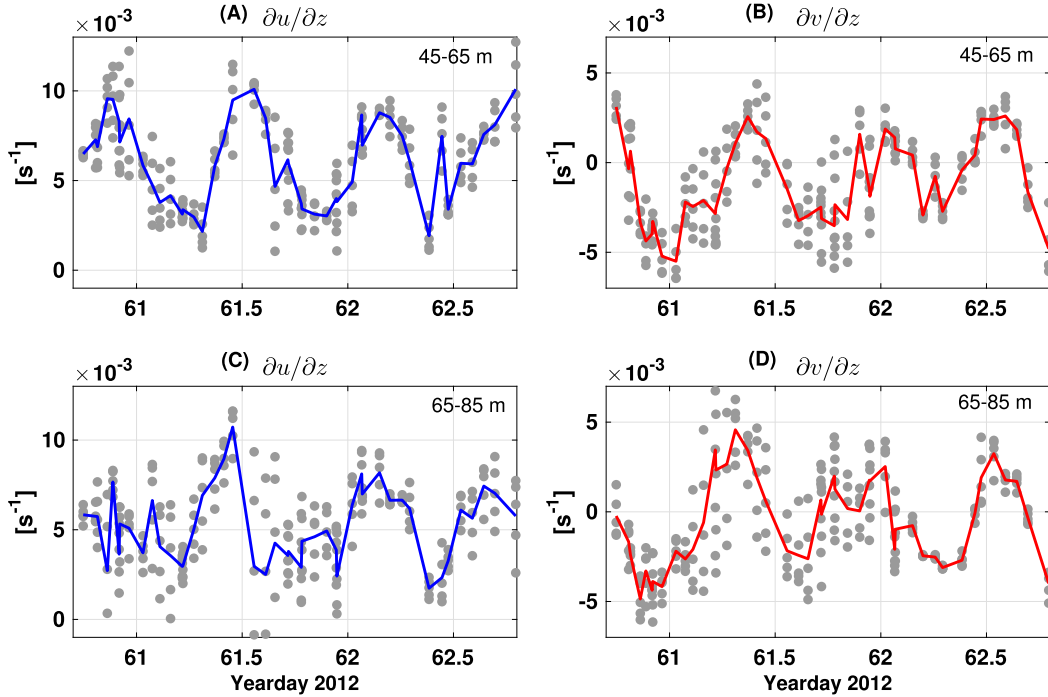 (A) ∂u/∂z
× 10⁻³
45-65 m
10
5
0
[s⁻¹]
61 61.5 62 62.5
(B) ∂v/∂z
× 10⁻³
45-65 m
5
0
-5
[s⁻¹]
61 61.5 62 62.5
(C) ∂u/∂z
× 10⁻³
65-85 m
10
5
0
[s⁻¹]
61 61.5 62 62.5
Yearday 2012
(D) ∂v/∂z
× 10⁻³
65-85 m
5
0
-5
[s⁻¹]
61 61.5 62 62.5
Yearday 2012